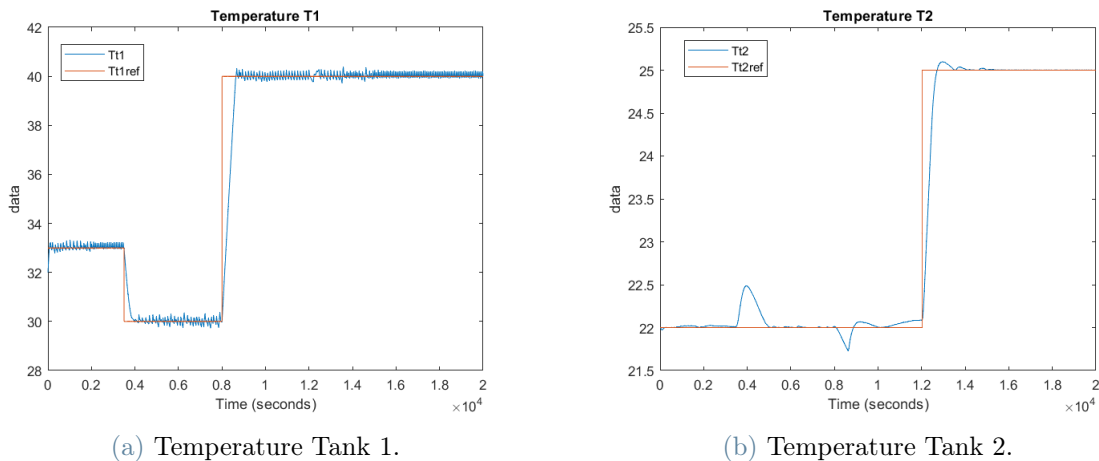 Temperature T1
42
40
38
36
34
32
30
28
data
Tt1
Tt1ref
0 0.2 0.4 0.6 0.8 1 1.2 1.4 1.6 1.8 2
Time (seconds)
×10^4
(a) Temperature Tank 1.
Temperature T2
25.5
25
24.5
24
23.5
23
22.5
22
21.5
data
Tt2
Tt2ref
0 0.2 0.4 0.6 0.8 1 1.2 1.4 1.6 1.8 2
Time (seconds)
×10^4
(b) Temperature Tank 2.